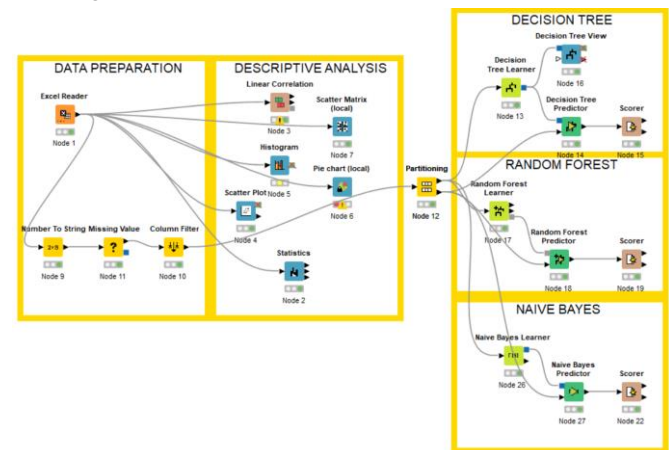 DATA PREPARATION
Excel Reader
Node 1
Number To String
Node 9
Missing Value
?
Node 11
Column Filter
Node 10
DESCRIPTIVE ANALYSIS
Linear Correlation
Node 3
Scatter Matrix
(local)
Node 7
Histogram
Node 5
Pie chart (local)
Node 6
Scatter Plot
Node 4
Statistics
Node 2
Partitioning
Node 12
DECISION TREE
Decision Tree View
Node 16
Decision
Tree Learner
Node 13
Decision Tree
Predictor
Node 14
Scorer
Node 15
RANDOM FOREST
Random Forest
Learner
Node 17
Random Forest
Predictor
Node 18
Scorer
Node 19
NAIVE BAYES
Naive Bayes Learner
Node 26
Naive Bayes
Predictor
Node 27
Scorer
Node 22